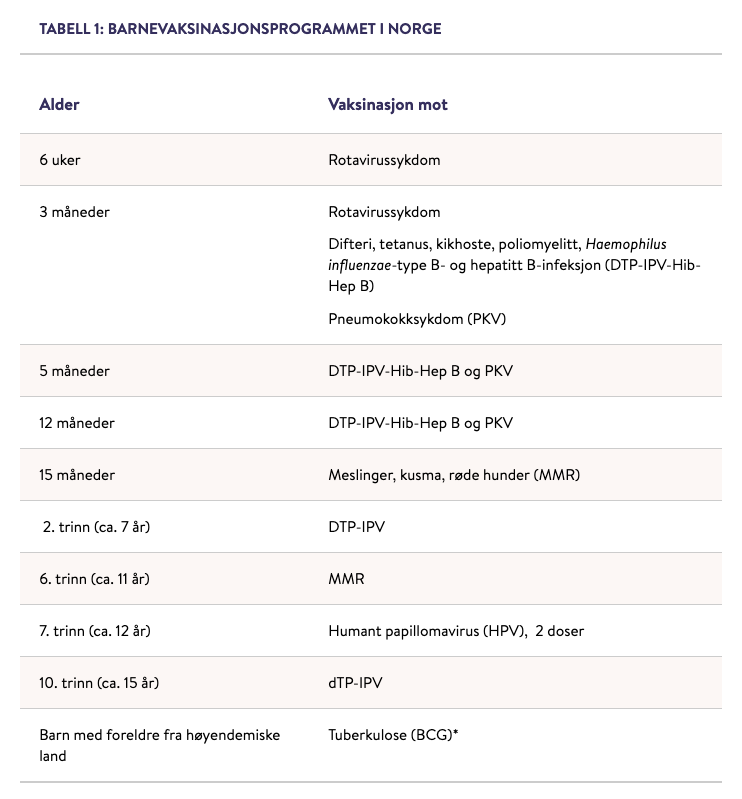 TABELL 1: BARNEVAKSINASJONSPROGRAMMET I NORGE
Alder Vaksinasjon mot
6 uker Rotavirussykdom
3 måneder Rotavirussykdom
Difteri, tetanus, kikhoste, poliomyelitt, Haemophilus
influenzae-type B- og hepatitt B-infeksjon (DTP-IPV-Hib-
Hep B)
Pneumokokksykdom (PKV)
5 måneder DTP-IPV-Hib-Hep B og PKV
12 måneder DTP-IPV-Hib-Hep B og PKV
15 måneder Meslinger, kusma, røde hunder (MMR)
2. trinn (ca. 7 år) DTP-IPV
6. trinn (ca. 11 år) MMR
7. trinn (ca. 12 år) Humant papillomavirus (HPV), 2 doser
10. trinn (ca. 15 år) dTP-IPV
Barn med foreldre fra høyendemiske Tuberkulose (BCG)*
land